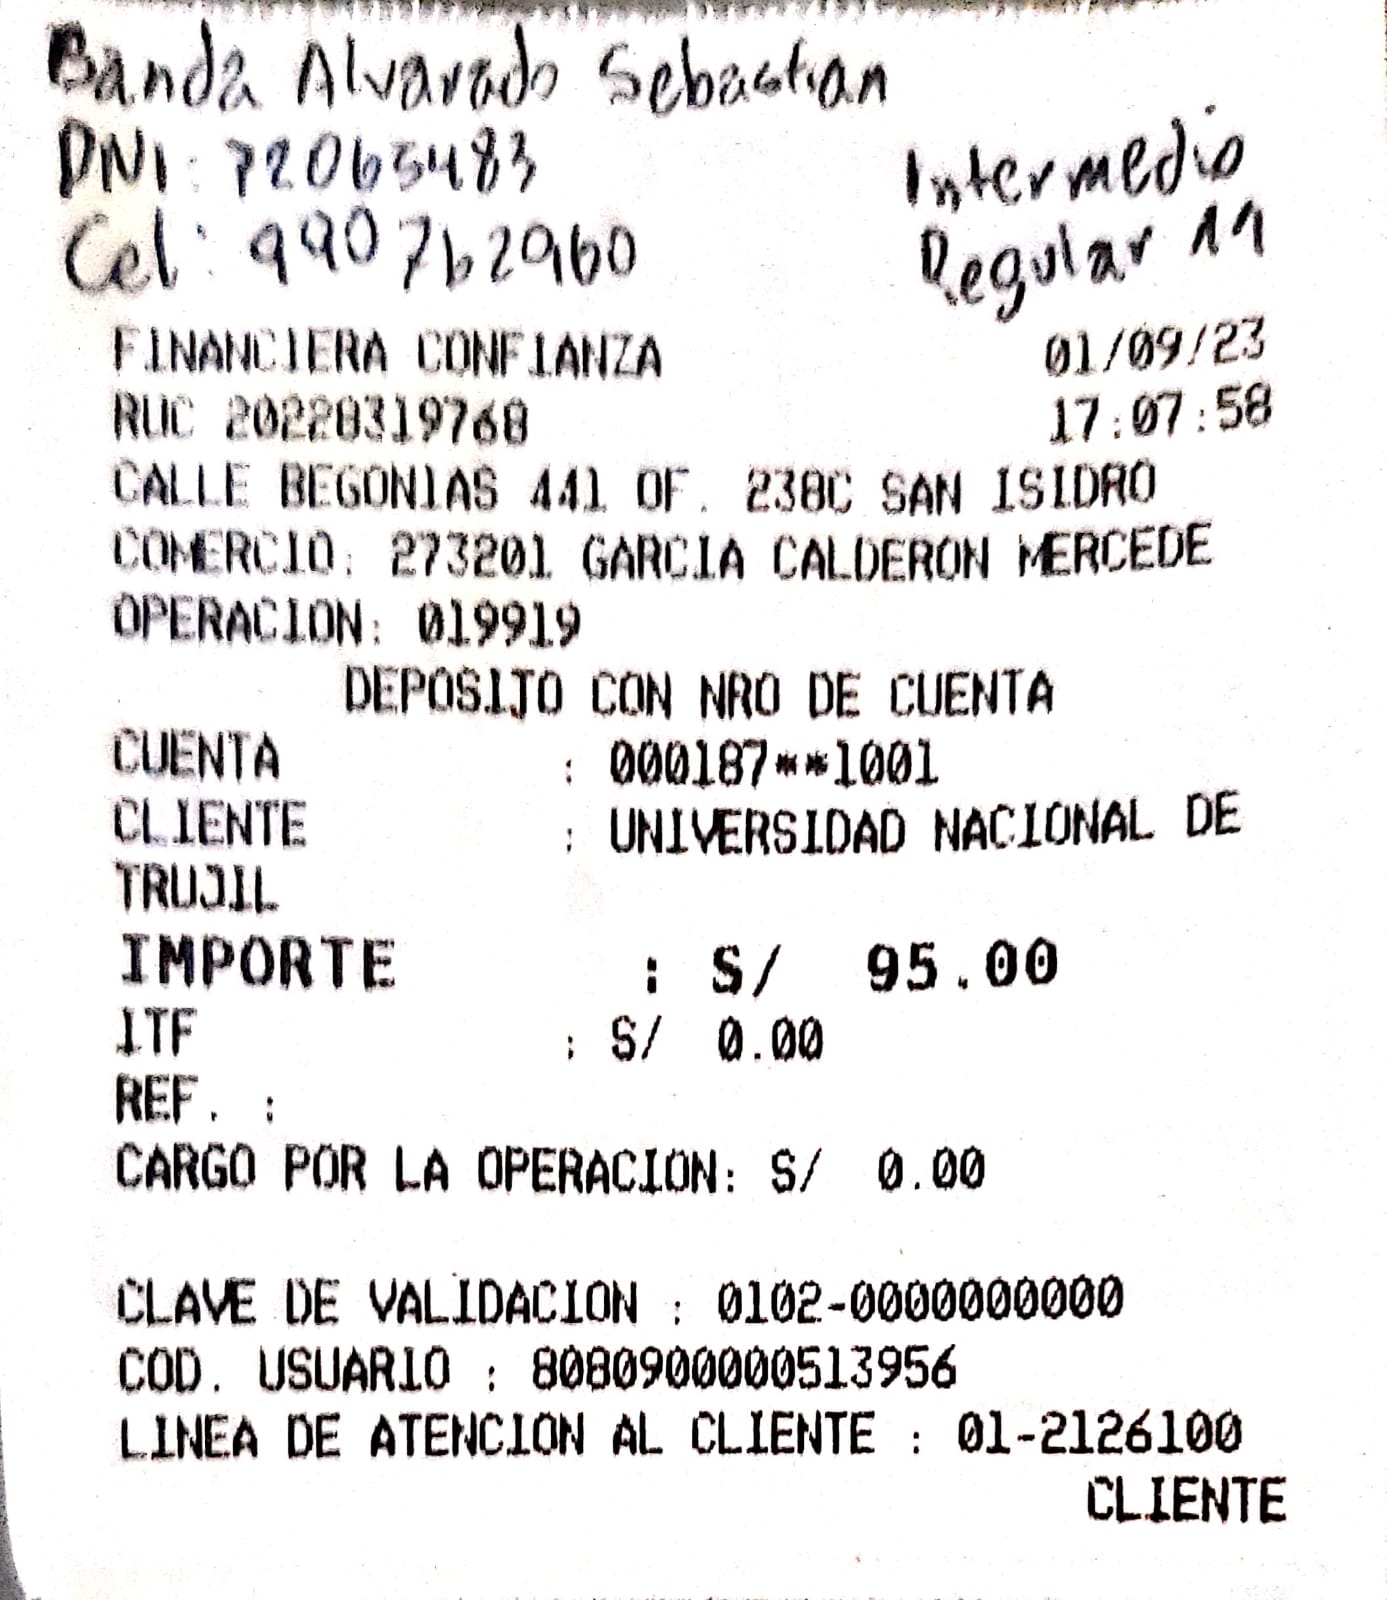 Banda Alvarado Sebastian
DNI: 72065483
Cel: 990762960
Intermedio
Regular 11
FINANCIERA CONFIANZA 01/09/23
RUC 20220319768 17:07:58
CALLE BEGONIAS 441 OF. 238C SAN ISIDRO
COMERCIO: 273201 GARCIA CALDERON MERCEDE
OPERACION: 019919
DEPOSITO CON NRO DE CUENTA
CUENTA : 000187**1001
CLIENTE : UNIVERSIDAD NACIONAL DE
TRUJIL
IMPORTE : S/ 95.00
ITF : S/ 0.00
REF. :
CARGO POR LA OPERACION: S/ 0.00
CLAVE DE VALIDACION : 0102-0000000000
COD. USUARIO : 8080900000513956
LINEA DE ATENCION AL CLIENTE : 01-2126100
CLIENTE